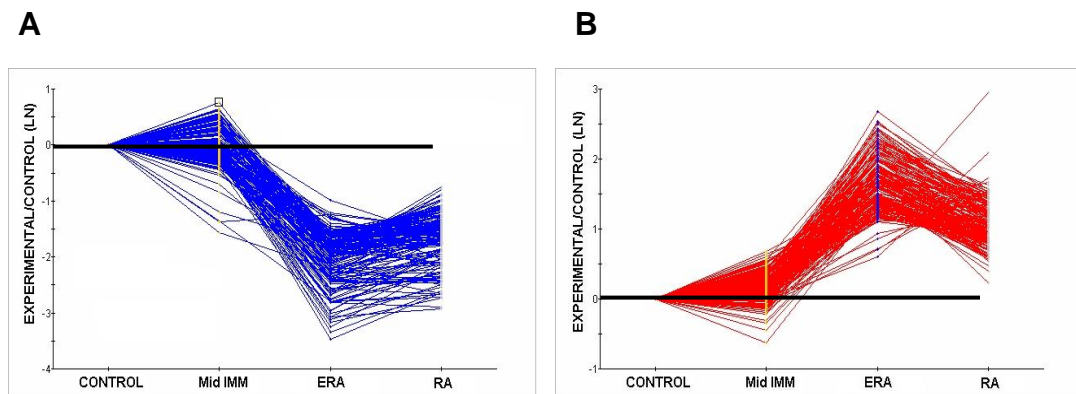 A
B
EXPERIMENTAL/CONTROL (LN)
1
0
-1
-2
-3
-4
CONTROL Mid IMM ERA RA
EXPERIMENTAL/CONTROL (LN)
3
2
1
0
-1
CONTROL Mid IMM ERA RA